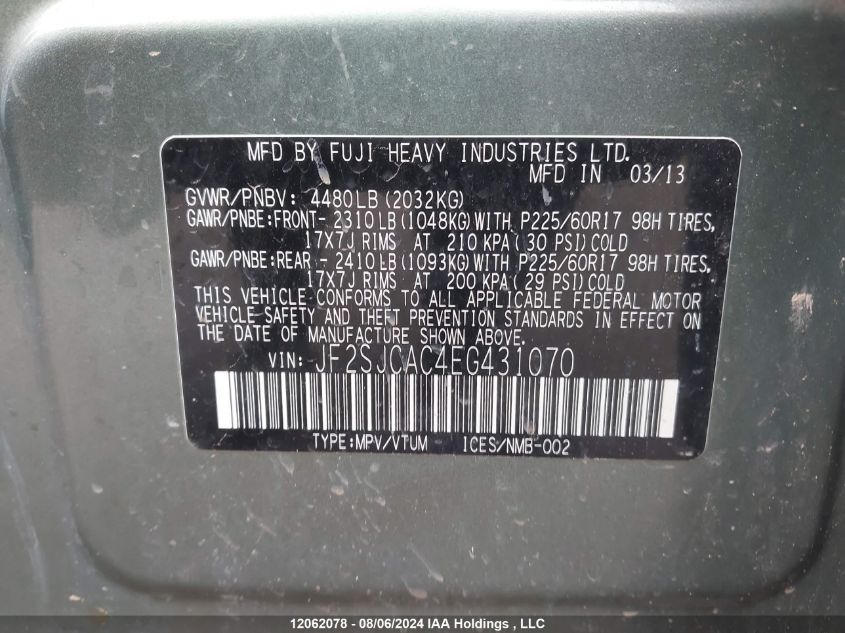 MFD BY FUJI HEAVY INDUSTRIES LTD.
MFD IN 03/13
GVWR/PNBV: 4480LB (2032KG)
GAWR/PNBE:FRONT- 2310LB (1048KG)WITH P225/60R17 98H TIRES,
17X7J RIMS AT 210 KPA( 30 PSI)COLD
GAWR/PNBE:REAR - 2410LB (1093KG)WITH P225/60R17 98H TIRES,
17X7J RIMS AT 200 KPA( 29 PSI)COLD
THIS VEHICLE CONFORMS TO ALL APPLICABLE FEDERAL MOTOR
VEHICLE SAFETY AND THEFT PREVENTION STANDARDS IN EFFECT ON
THE DATE OF MANUFACTURE SHOWN ABOVE.
VIN: JF2SJCAC4EG431070
TYPE:MPV/VTUM ICES/NMB-002
12062078 - 08/06/2024 IAA Holdings , LLC